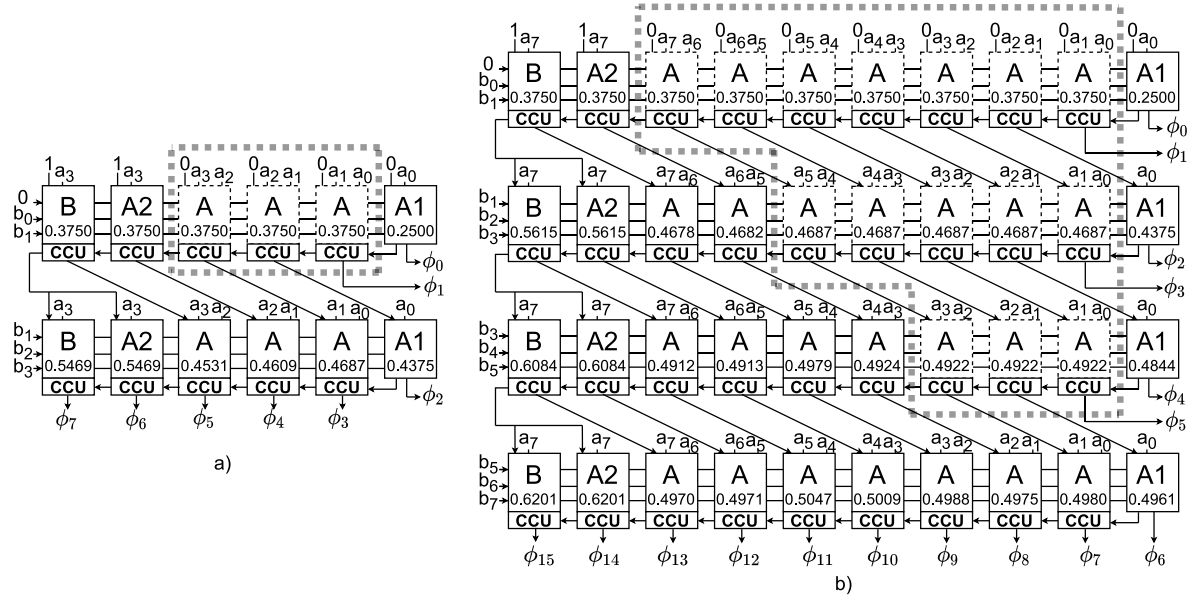 1 a7 1 a7 0 a7 a6 0 a6 a5 0 a5 a4 0 a4 a3 0 a3 a2 0 a2 a1 0 a1 a0 0 a0
0 B A2 A A A A A A A A1
b0
b1 0.3750 0.3750 0.3750 0.3750 0.3750 0.3750 0.3750 0.3750 0.3750 0.2500
CCU CCU CCU CCU CCU CCU CCU CCU CCU ϕ0
ϕ1
a7 a7 a7 a6 a6 a5 a5 a4 a4 a3 a3 a2 a2 a1 a1 a0 a0
b1 B A2 A A A A A A A A1
b2
b3 0.5615 0.5615 0.4678 0.4682 0.4687 0.4687 0.4687 0.4687 0.4687 0.4375
CCU CCU CCU CCU CCU CCU CCU CCU CCU ϕ2
ϕ3
a7 a7 a7 a6 a6 a5 a5 a4 a4 a3 a3 a2 a2 a1 a1 a0 a0
b3 B A2 A A A A A A A A1
b4
b5 0.6084 0.6084 0.4912 0.4913 0.4979 0.4924 0.4922 0.4922 0.4922 0.4844
CCU CCU CCU CCU CCU CCU CCU CCU CCU ϕ4
ϕ5
a7 a7 a7 a6 a6 a5 a5 a4 a4 a3 a3 a2 a2 a1 a1 a0 a0
b5 B A2 A A A A A A A A1
b6
b7 0.6201 0.6201 0.4970 0.4971 0.5047 0.5009 0.4988 0.4975 0.4980 0.4961
CCU CCU CCU CCU CCU CCU CCU CCU CCU
ϕ15 ϕ14 ϕ13 ϕ12 ϕ11 ϕ10 ϕ9 ϕ8 ϕ7 ϕ6
b)
1 a3 1 a3 0 a3 a2 0 a2 a1 0 a1 a0 a0
0 B A2 A A A A1
b0
b1 0.3750 0.3750 0.3750 0.3750 0.3750 0.2500
CCU CCU CCU CCU CCU ϕ0
ϕ1
a3 a3 a3 a2 a2 a1 a1 a0 a0
b1 B A2 A A A A1
b2
b3 0.5469 0.5469 0.4531 0.4609 0.4687 0.4375
CCU CCU CCU CCU CCU ϕ2
ϕ7 ϕ6 ϕ5 ϕ4 ϕ3
a)